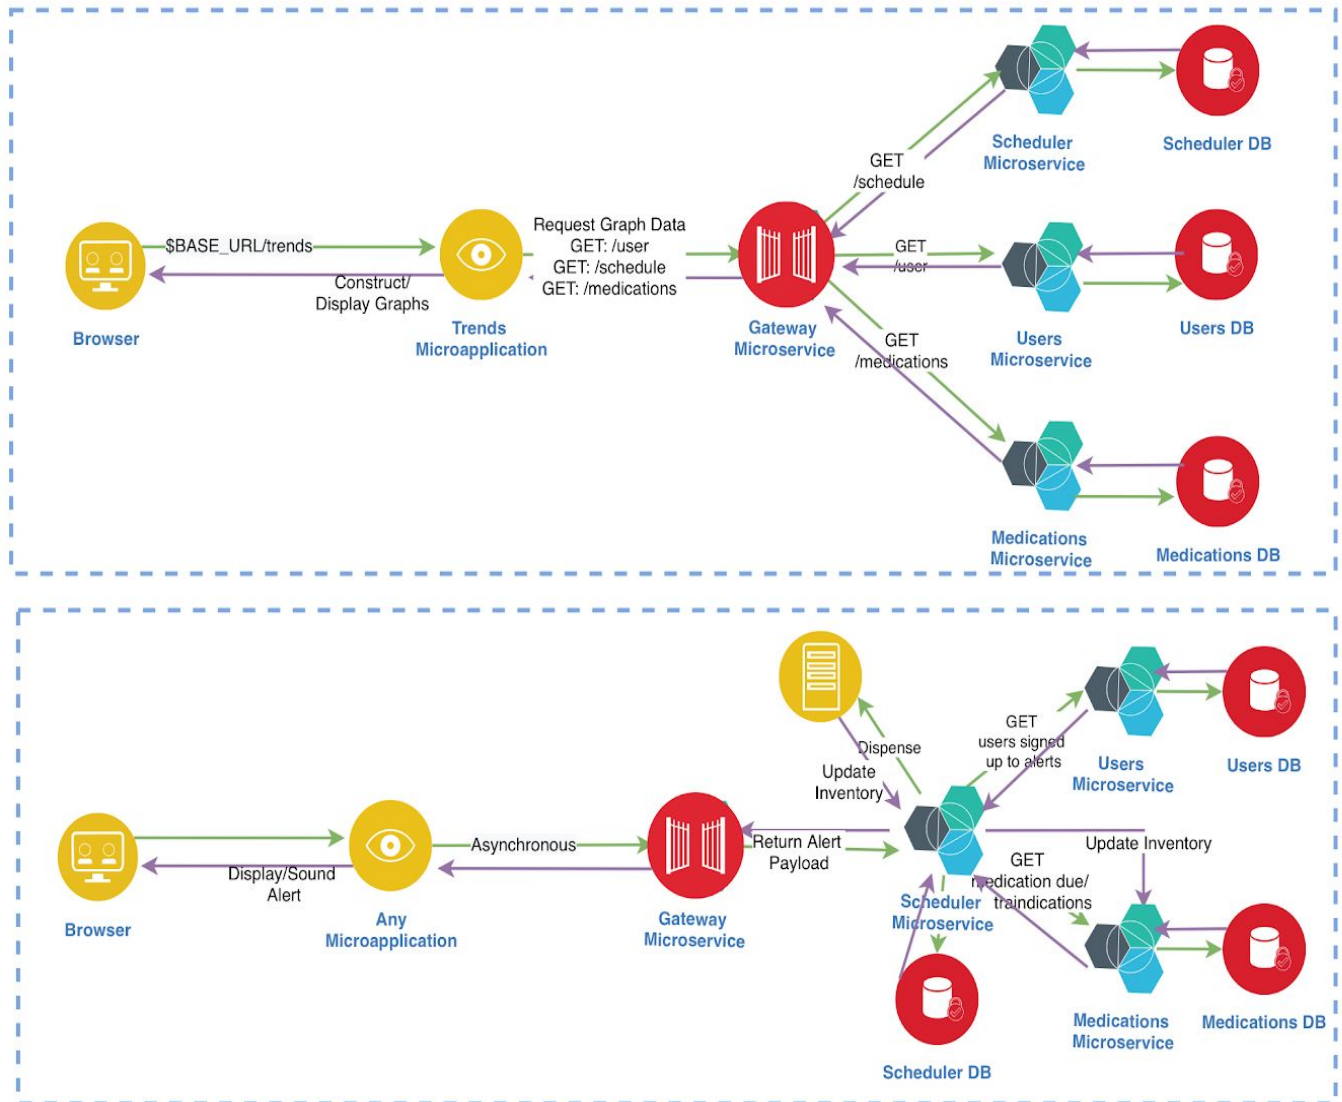 Scheduler
Microservice
Scheduler DB
GET
/schedule
$BASE_URL/trends
Construct/
Display Graphs
Browser
Trends
Microapplication
Request Graph Data
GET: /user
GET: /schedule
GET: /medications
Gateway
Microservice
GET
/user
Users
Microservice
Users DB
GET
/medications
Medications
Microservice
Medications DB
Dispense
Update
Inventory
GET
users signed
up to alerts
Users
Microservice
Users DB
Browser
Display/Sound
Alert
Any
Microapplication
Asynchronous
Gateway
Microservice
Return Alert
Payload
Scheduler
Microservice
Update Inventory
GET
medication due/
traindications
Scheduler DB
Medications
Microservice
Medications DB